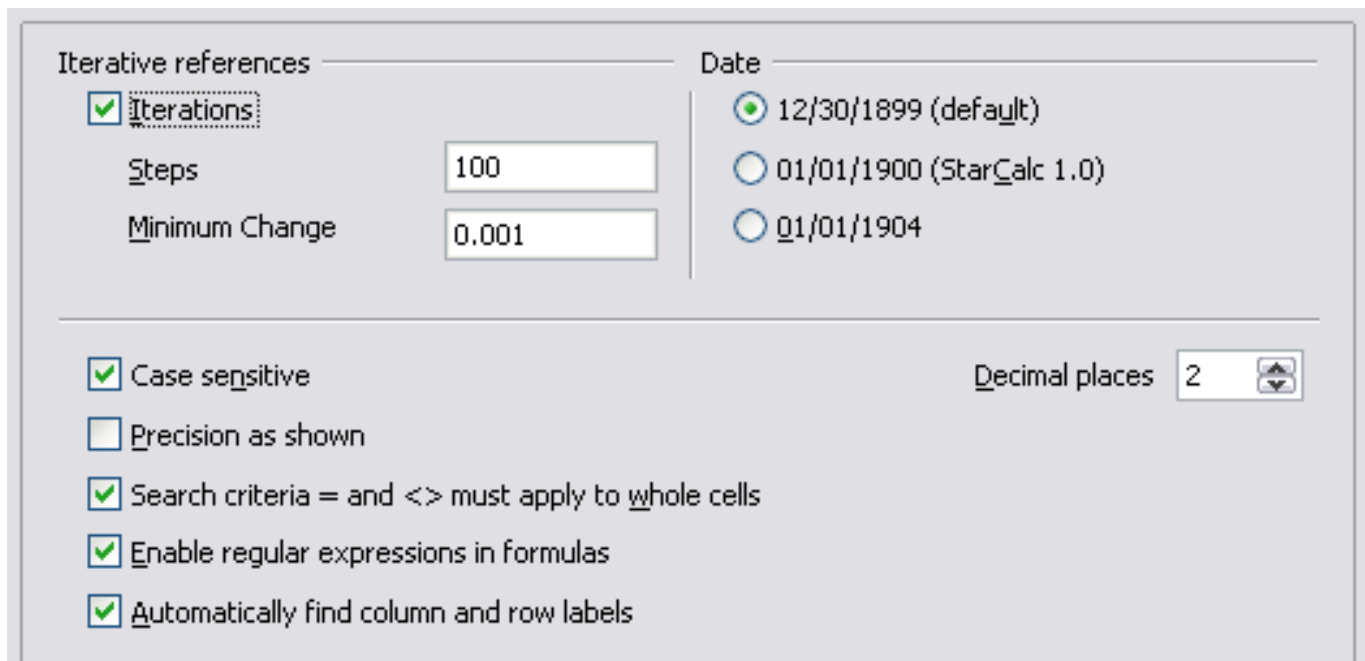 Iterative references
Iterations
Steps 100
Minimum Change 0.001
Date
12/30/1899 (default)
01/01/1900 (StarCalc 1.0)
01/01/1904
Case sensitive
Decimal places 2
Precision as shown
Search criteria = and <> must apply to whole cells
Enable regular expressions in formulas
Automatically find column and row labels